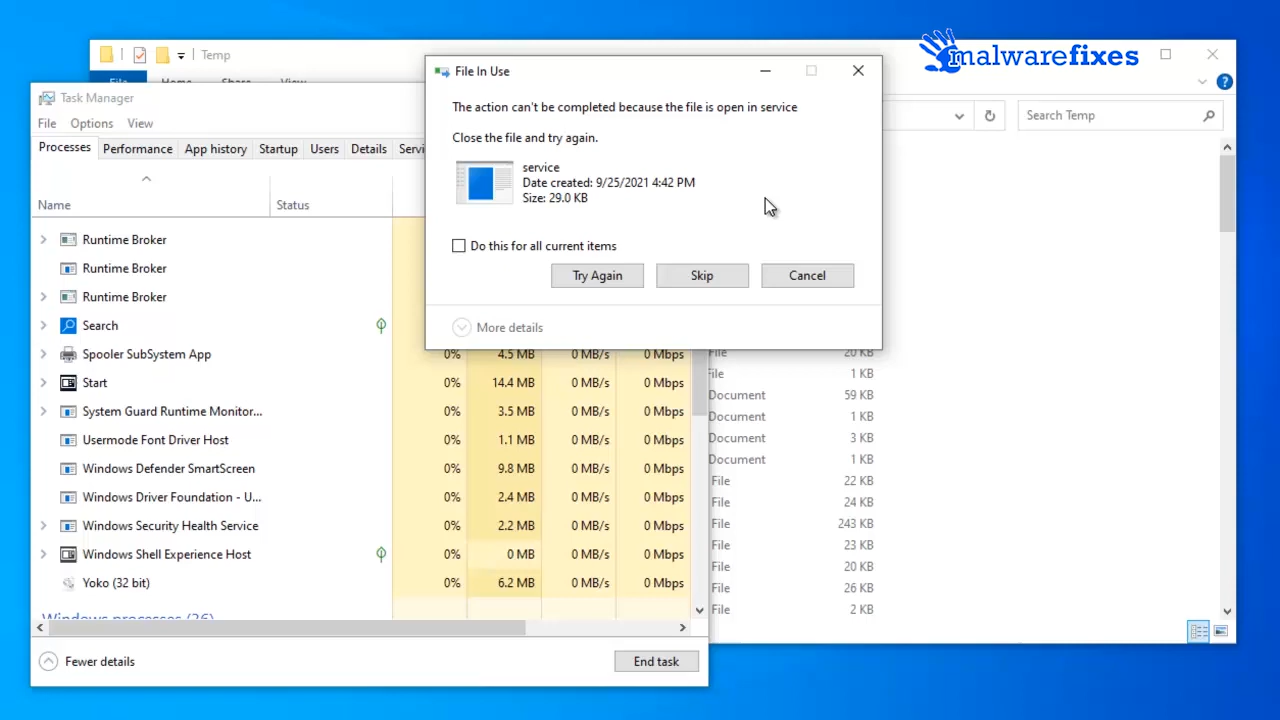 Temp
malwarefixes
File Home Share View
Search Temp
Task Manager
File Options View
Processes Performance App history Startup Users Details
Name Status
Runtime Broker
Runtime Broker
Runtime Broker
Search
Spooler SubSystem App 0% 4.5 MB 0 MB/s 0 Mbps
Start 0% 14.4 MB 0 MB/s 0 Mbps
System Guard Runtime Monitor... 0% 3.5 MB 0 MB/s 0 Mbps
Usermode Font Driver Host 0% 1.1 MB 0 MB/s 0 Mbps
Windows Defender SmartScreen 0% 9.8 MB 0 MB/s 0 Mbps
Windows Driver Foundation - U... 0% 2.4 MB 0 MB/s 0 Mbps
Windows Security Health Service 0% 2.2 MB 0 MB/s 0 Mbps
Windows Shell Experience Host 0% 0 MB 0 MB/s 0 Mbps
Yoko (32 bit) 0% 6.2 MB 0 MB/s 0 Mbps
Windows processes (26)
Fewer details End task
File In Use
The action can't be completed because the file is open in service
Close the file and try again.
service
Date created: 9/25/2021 4:42 PM
Size: 29.0 KB
Do this for all current items
Try Again Skip Cancel
More details
File 20 KB
File 1 KB
Document 59 KB
Document 1 KB
Document 3 KB
Document 1 KB
File 22 KB
File 24 KB
File 243 KB
File 23 KB
File 20 KB
File 26 KB
File 2 KB